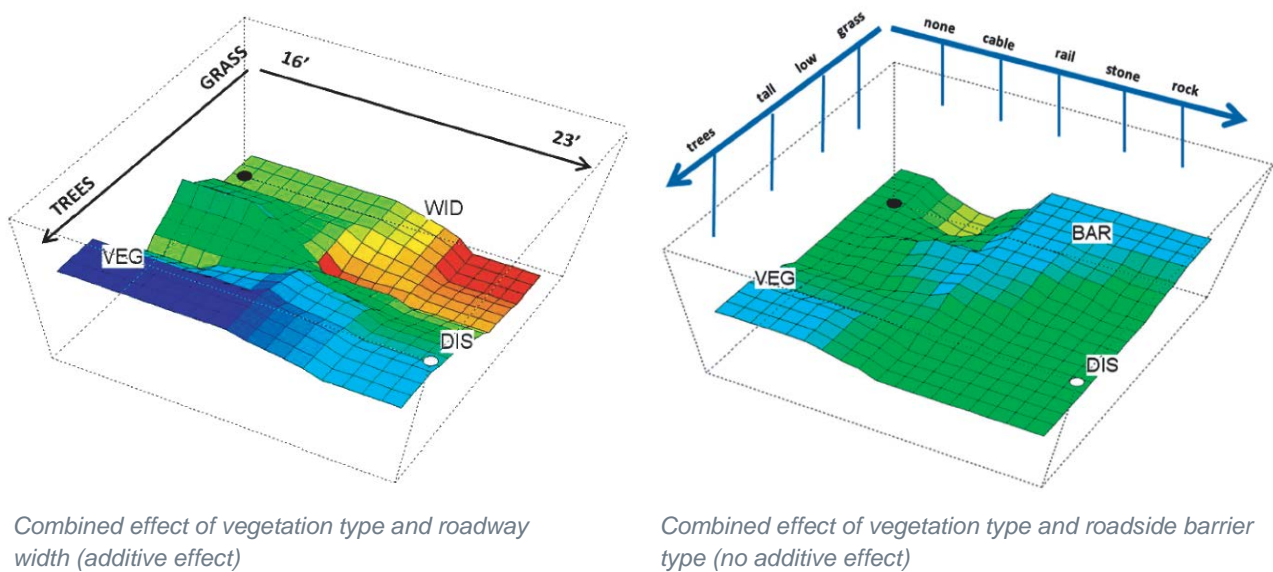 GRASS
16'
23'
TREES
WID
VEG
DIS
grass
low
tall
trees
none
cable
rail
stone
rock
BAR
VEG
DIS
Combined effect of vegetation type and roadway
width (additive effect)
Combined effect of vegetation type and roadside barrier
type (no additive effect)